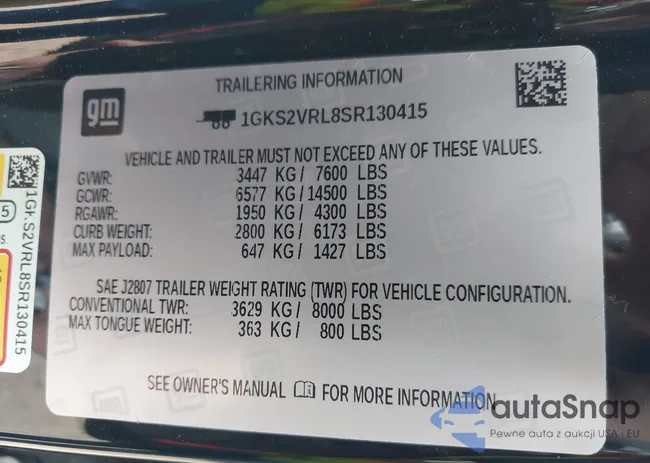 TRAILERING INFORMATION
gm
1GKS2VRL8SR130415
VEHICLE AND TRAILER MUST NOT EXCEED ANY OF THESE VALUES.
GVWR: 3447 KG / 7600 LBS
GCWR: 6577 KG / 14500 LBS
RGAWR: 1950 KG / 4300 LBS
CURB WEIGHT: 2800 KG / 6173 LBS
MAX PAYLOAD: 647 KG / 1427 LBS
SAE J2807 TRAILER WEIGHT RATING (TWR) FOR VEHICLE CONFIGURATION.
CONVENTIONAL TWR: 3629 KG / 8000 LBS
MAX TONGUE WEIGHT: 363 KG / 800 LBS
SEE OWNER'S MANUAL FOR MORE INFORMATION
1GKS2VRL8SR130415
autaSnap
Pewne auta z aukcji USA i EU